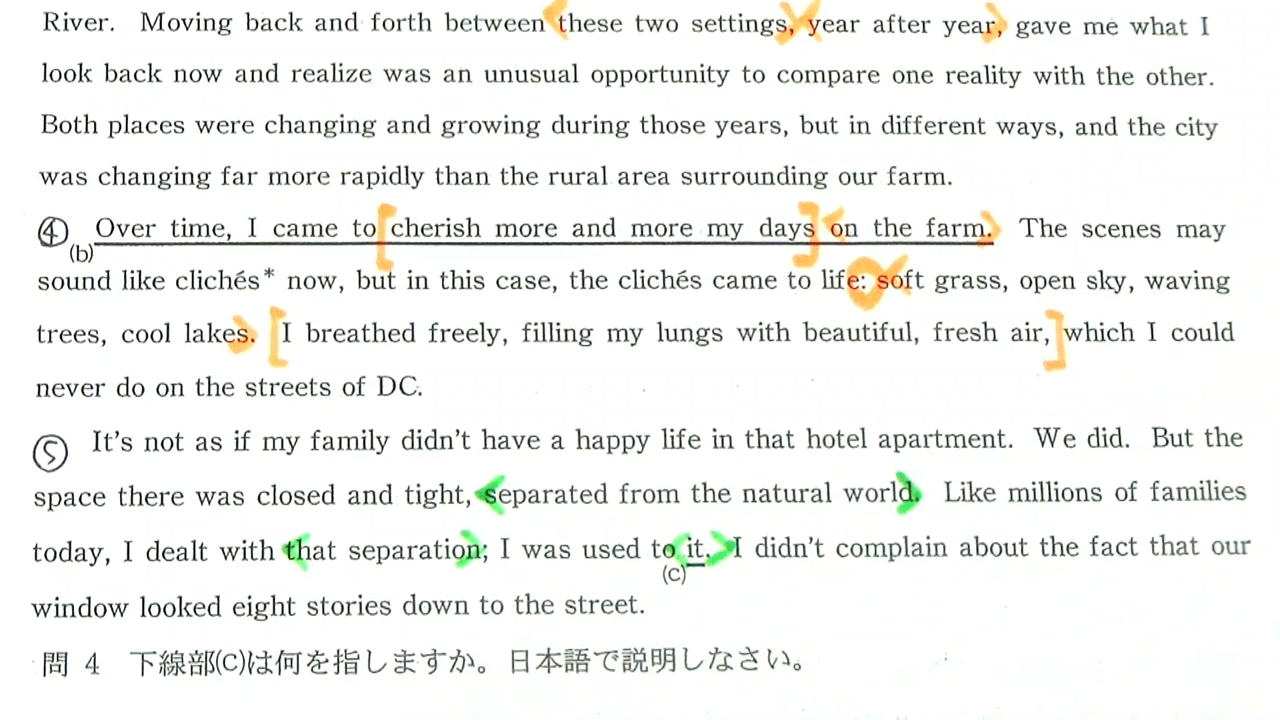 River. Moving back and forth between these two settings, year after year, gave me what I
look back now and realize was an unusual opportunity to compare one reality with the other.
Both places were changing and growing during those years, but in different ways, and the city
was changing far more rapidly than the rural area surrounding our farm.
④ (b) Over time, I came to [cherish more and more my days] on the farm. The scenes may
sound like clichés* now, but in this case, the clichés came to life: soft grass, open sky, waving
trees, cool lakes. [I breathed freely, filling my lungs with beautiful, fresh air,] which I could
never do on the streets of DC.
⑤ It's not as if my family didn't have a happy life in that hotel apartment. We did. But the
space there was closed and tight, <separated from the natural world.> Like millions of families
today, I dealt with <that separation>; I was used to <it.> I didn't complain about the fact that our
(C)
window looked eight stories down to the street.
問 4 下線部(C)は何を指しますか。日本語で説明しなさい。